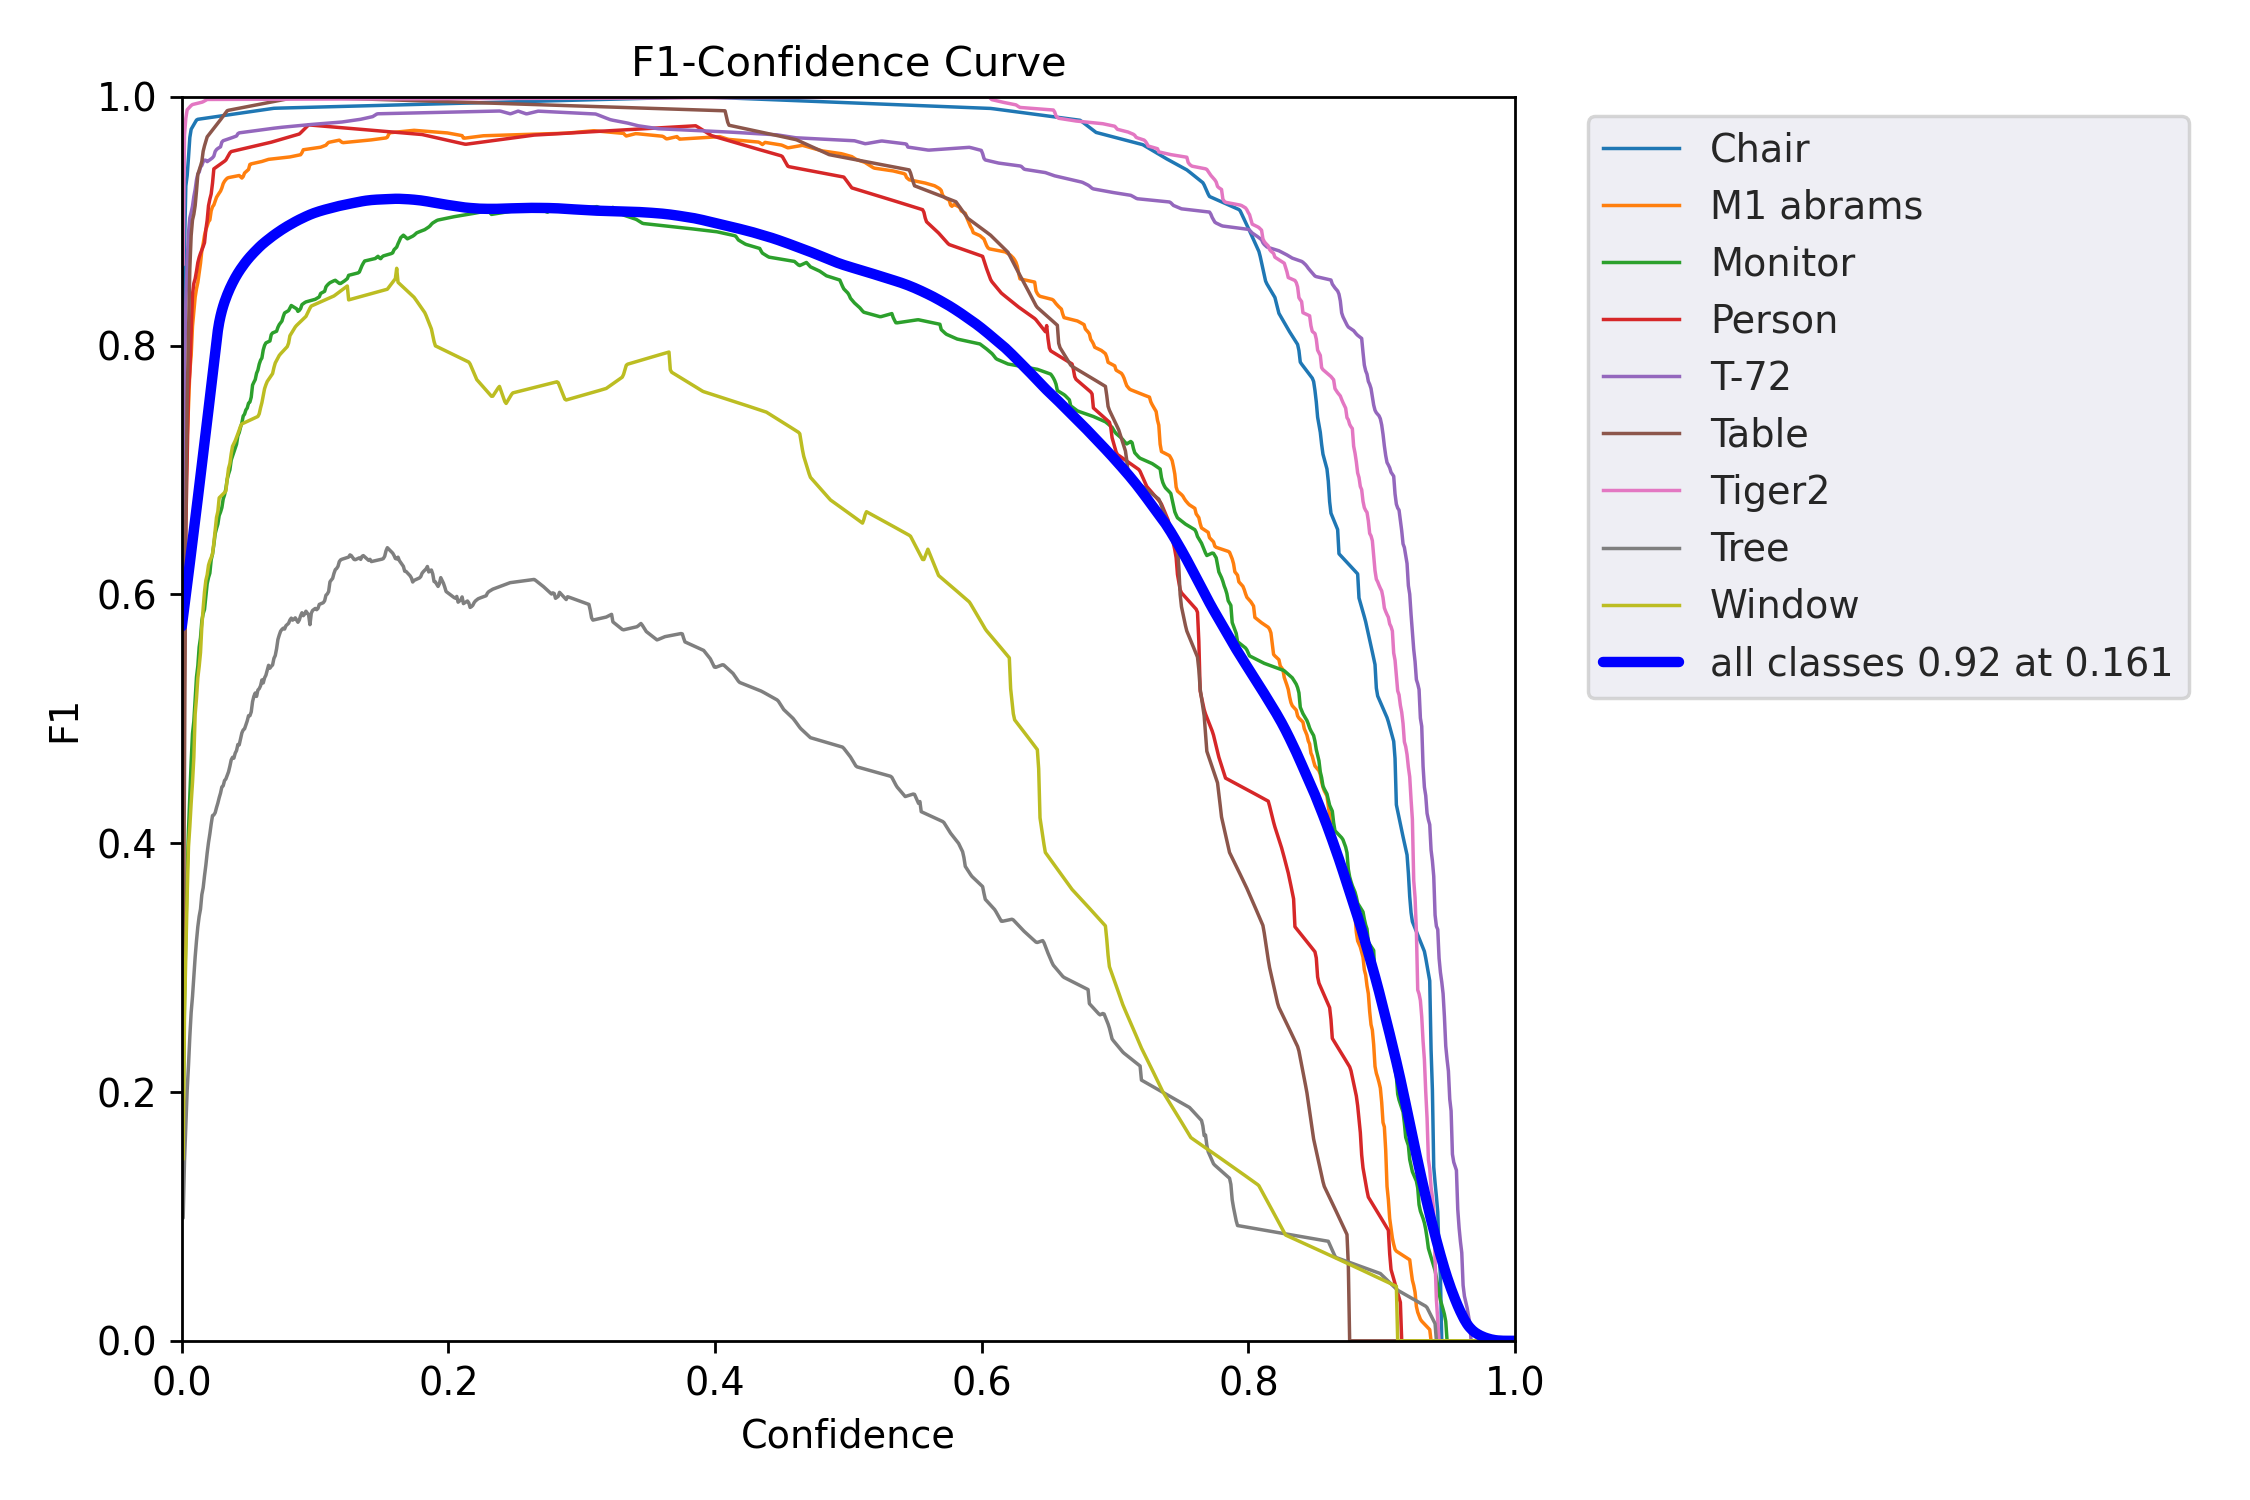 F1-Confidence Curve
1.0
0.8
0.6
0.4
0.2
0.0
F1
0.0 0.2 0.4 0.6 0.8 1.0
Confidence
Chair
M1 abrams
Monitor
Person
T-72
Table
Tiger2
Tree
Window
all classes 0.92 at 0.161